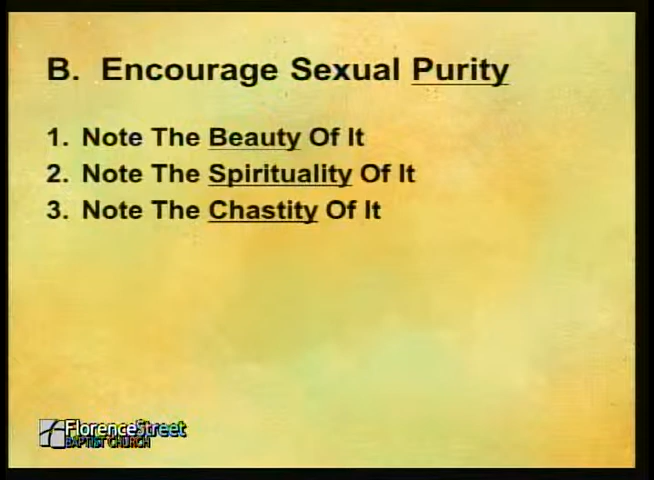 B. Encourage Sexual Purity
1. Note The Beauty Of It
2. Note The Spirituality Of It
3. Note The Chastity Of It
FlorenceStreet
BAPTIST CHURCH